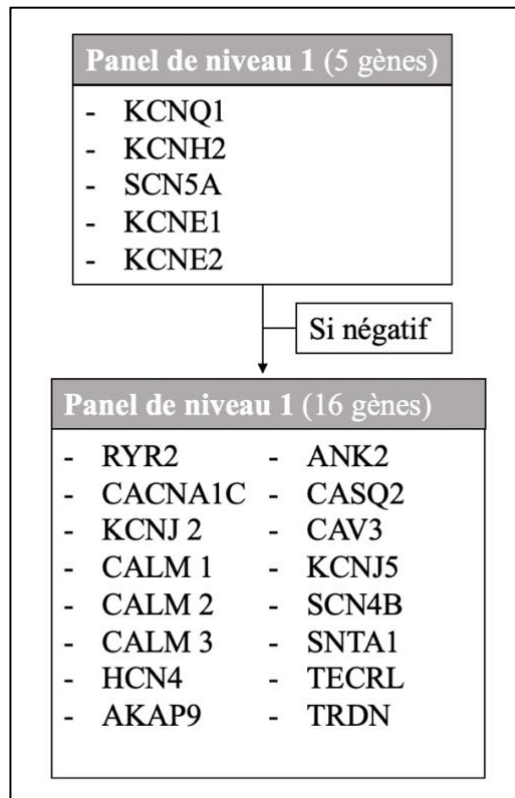 Panel de niveau 1 (5 gènes)
- KCNQ1
- KCNH2
- SCN5A
- KCNE1
- KCNE2
Si négatif
Panel de niveau 1 (16 gènes)
- RYR2
- CACNA1C
- KCNJ 2
- CALM 1
- CALM 2
- CALM 3
- HCN4
- AKAP9
- ANK2
- CASQ2
- CAV3
- KCNJ5
- SCN4B
- SNTA1
- TECRL
- TRDN